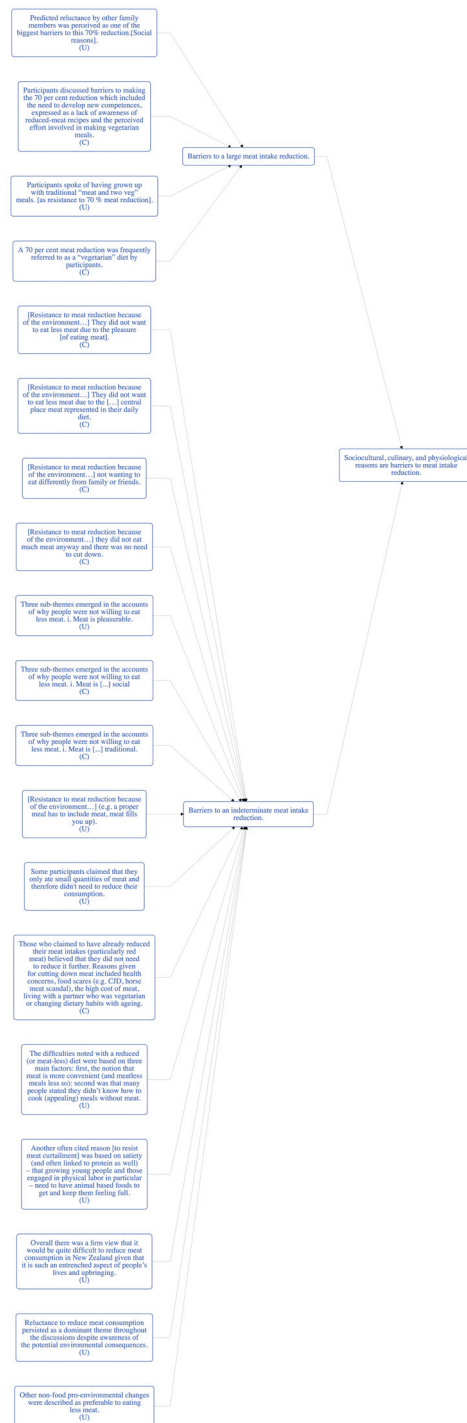 Predicted reluctance by other family
members was perceived as one of the
biggest barriers to this 70% reduction.[Social
reasons].
(U)
Participants discussed barriers to making
the 70 per cent reduction which included
the need to develop new competences,
expressed as a lack of awareness of
reduced-meat recipes and the perceived
effort involved in making vegetarian
meals.
(C)
Barriers to a large meat intake reduction.
Participants spoke of having grown up
with traditional “meat and two veg”
meals. [as resistance to 70 % meat reduction].
(U)
A 70 per cent meat reduction was frequently
referred to as a “vegetarian” diet by
participants.
(C)
[Resistance to meat reduction because
of the environment…] They did not want
to eat less meat due to the pleasure
[of eating meat].
(C)
[Resistance to meat reduction because
of the environment…] They did not want
to eat less meat due to the […] central
place meat represented in their daily
diet.
(C)
Sociocultural, culinary, and physiological
reasons are barriers to meat intake
reduction.
[Resistance to meat reduction because
of the environment…] not wanting to
eat differently from family or friends.
(C)
[Resistance to meat reduction because
of the environment…] they did not eat
much meat anyway and there was no need
to cut down.
(C)
Three sub-themes emerged in the accounts
of why people were not willing to eat
less meat. i. Meat is pleasurable.
(U)
Three sub-themes emerged in the accounts
of why people were not willing to eat
less meat. i. Meat is [...] social
(C)
Three sub-themes emerged in the accounts
of why people were not willing to eat
less meat. i. Meat is [...] traditional.
(C)
[Resistance to meat reduction because
of the environment…] (e.g. a proper
meal has to include meat, meat fills
you up).
(U)
Barriers to an indeterminate meat intake
reduction.
Some participants claimed that they
only ate small quantities of meat and
therefore didn't need to reduce their
consumption.
(U)
Those who claimed to have already reduced
their meat intakes (particularly red
meat) believed that they did not need
to reduce it further. Reasons given
for cutting down meat included health
concerns, food scares (e.g. CJD, horse
meat scandal), the high cost of meat,
living with a partner who was vegetarian
or changing dietary habits with ageing.
(C)
The difficulties noted with a reduced
(or meat-less) diet were based on three
main factors: first, the notion that
meat is more convenient (and meatless
meals less so): second was that many
people stated they didn’t know how to
cook (appealing) meals without meat.
(U)
Another often cited reason [to resist
meat curtailment] was based on satiety
(and often linked to protein as well)
– that growing young people and those
engaged in physical labor in particular
– need to have animal based foods to
get and keep them feeling full.
(U)
Overall there was a firm view that it
would be quite difficult to reduce meat
consumption in New Zealand given that
it is such an entrenched aspect of people’s
lives and upbringing.
(U)
Reluctance to reduce meat consumption
persisted as a dominant theme throughout
the discussions despite awareness of
the potential environmental consequences.
(U)
Other non-food pro-environmental changes
were described as preferable to eating
less meat.
(U)